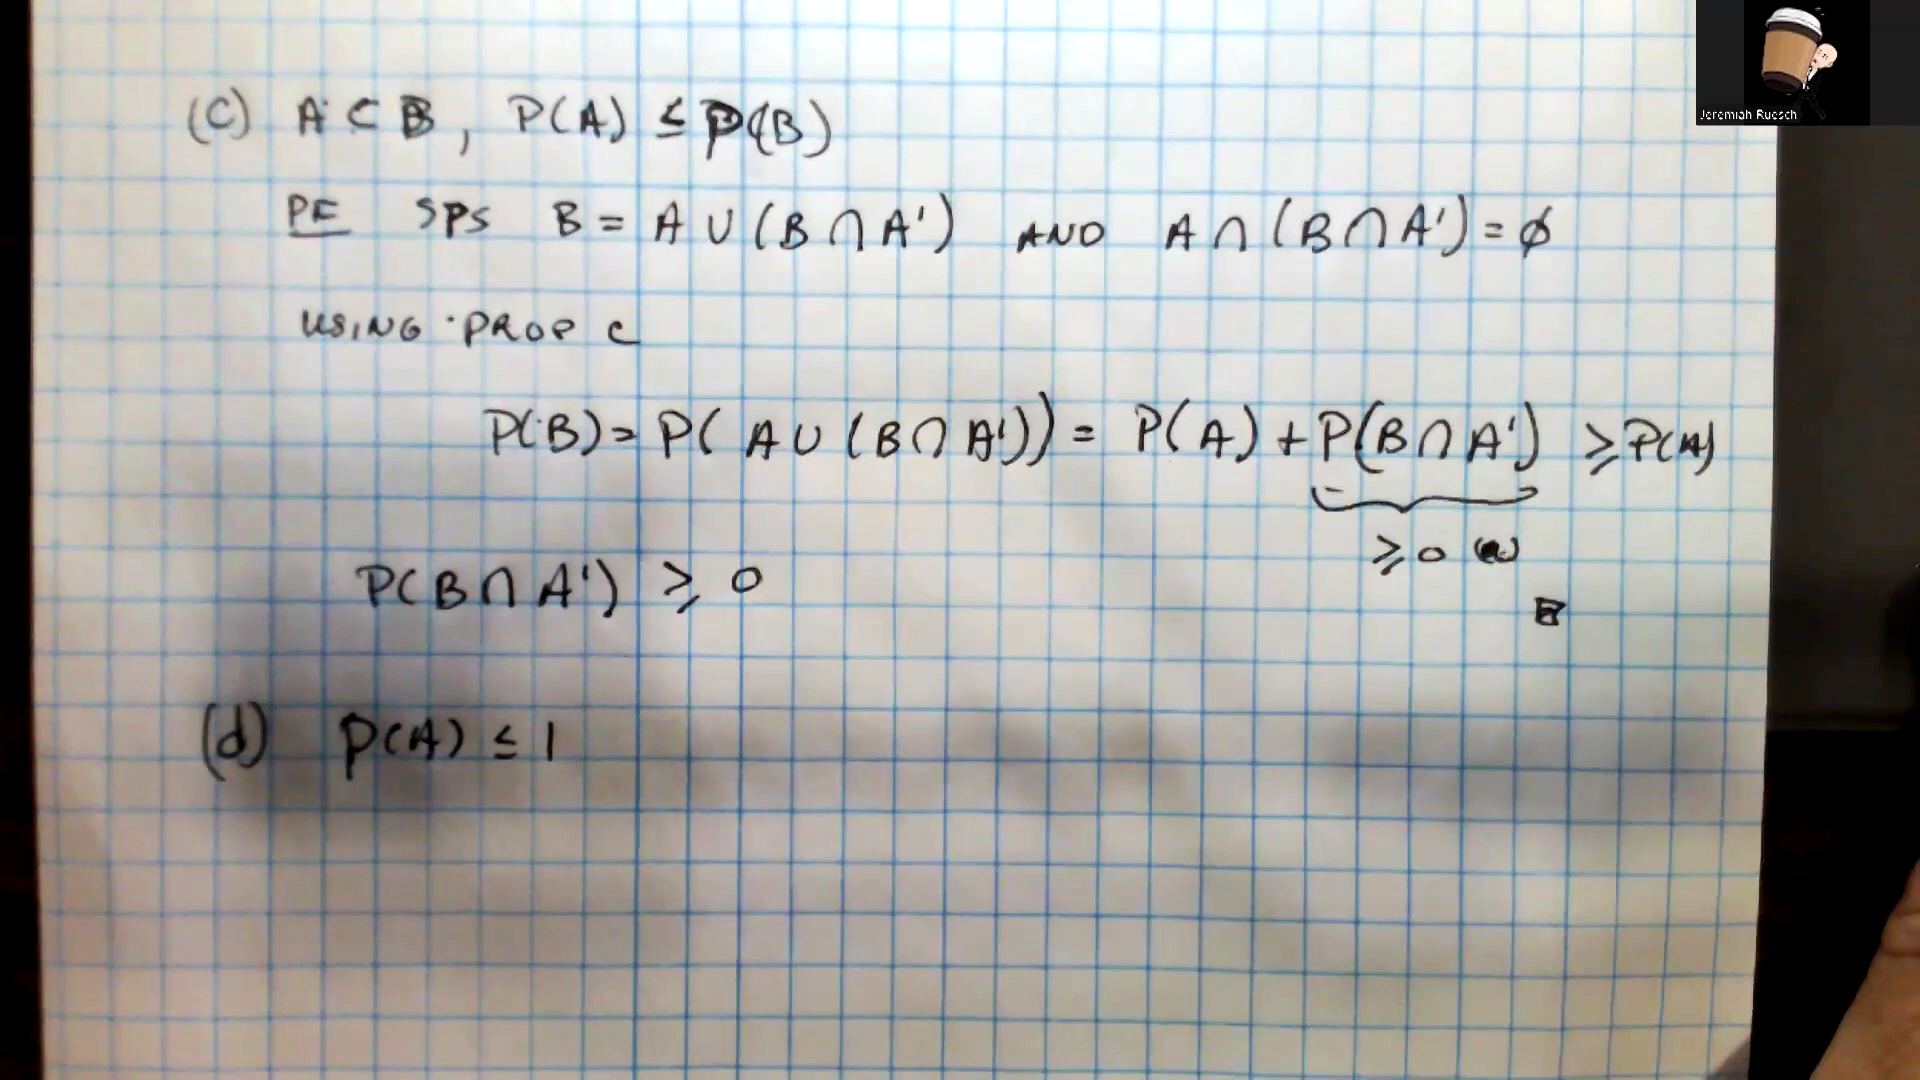 Jeremiah Ruesch
(c) A ⊂ B, P(A) ≤ P(B)
PF SPS B = A ∪ (B ∩ A') AND A ∩ (B ∩ A') = ∅
USING PROP C
P(B) = P( A ∪ (B ∩ A')) = P(A) + P(B ∩ A') ≥ P(A)
≥ 0
P(B ∩ A') ≥ 0
(d) P(A) ≤ 1